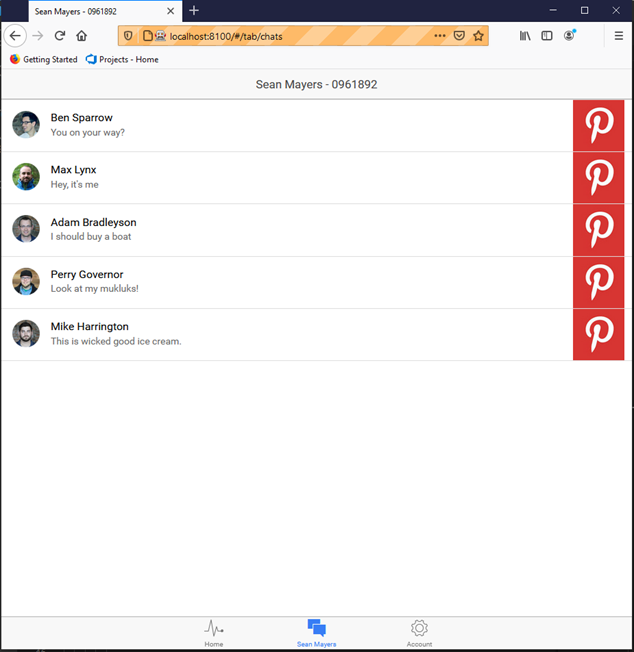 Sean Mayers - 0961892
localhost:8100/#/tab/chats
Getting Started
Projects - Home
Sean Mayers - 0961892
Ben Sparrow
You on your way?
Max Lynx
Hey, it's me
Adam Bradleyson
I should buy a boat
Perry Governor
Look at my mukluks!
Mike Harrington
This is wicked good ice cream.
Home
Sean Mayers
Account